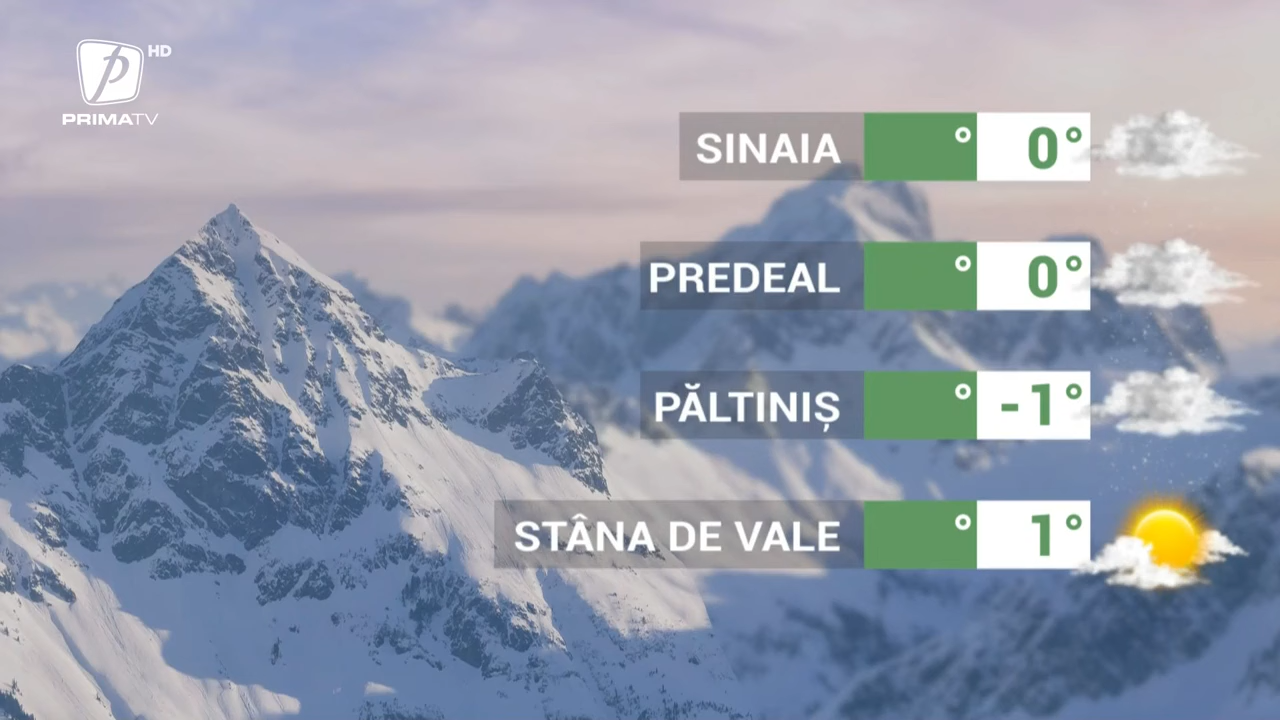 HD
PRIMATV
SINAIA ° 0°
PREDEAL ° 0°
PĂLTINIȘ ° -1°
STÂNA DE VALE ° 1°